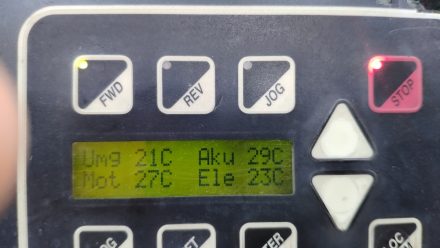 FWD REV JOG STOP
Umg 21C Aku 29C
Mot 27C Ele 23C